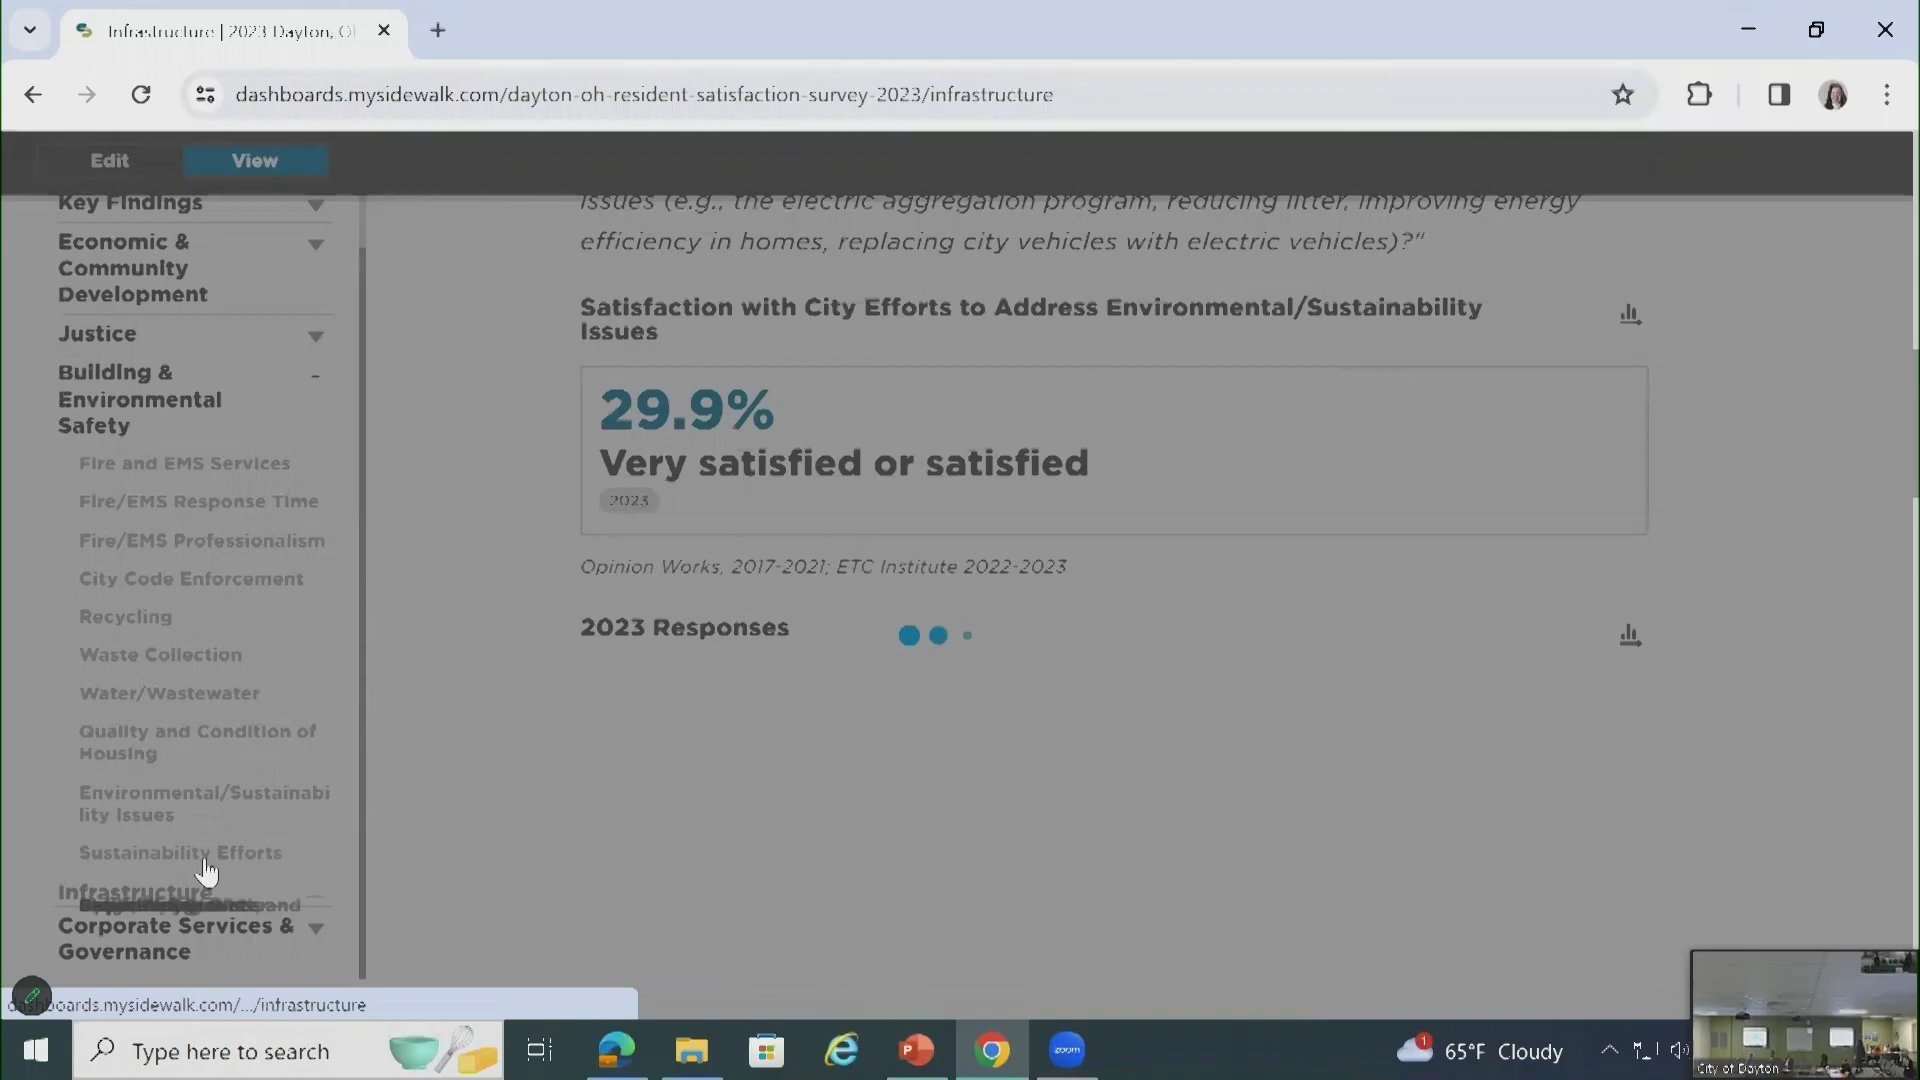 Infrastructure | 2023 Dayton, O
dashboards.mysidewalk.com/dayton-oh-resident-satisfaction-survey-2023/infrastructure
Edit
View
Key Findings
Economic &
Community
Development
Justice
Building &
Environmental
Safety
Fire and EMS Services
Fire/EMS Response Time
Fire/EMS Professionalism
City Code Enforcement
Recycling
Waste Collection
Water/Wastewater
Quality and Condition of
Housing
Environmental/Sustainabi
lity Issues
Sustainability Efforts
Infrastructure
Corporate Services &
Governance
issues (e.g., the electric aggregation program, reducing litter, improving energy
efficiency in homes, replacing city vehicles with electric vehicles)?"
Satisfaction with City Efforts to Address Environmental/Sustainability
Issues
29.9%
Very satisfied or satisfied
2023
Opinion Works, 2017-2021; ETC Institute 2022-2023
2023 Responses
dashboards.mysidewalk.com/.../infrastructure
Type here to search
zoom
1
65°F Cloudy
City of Dayton